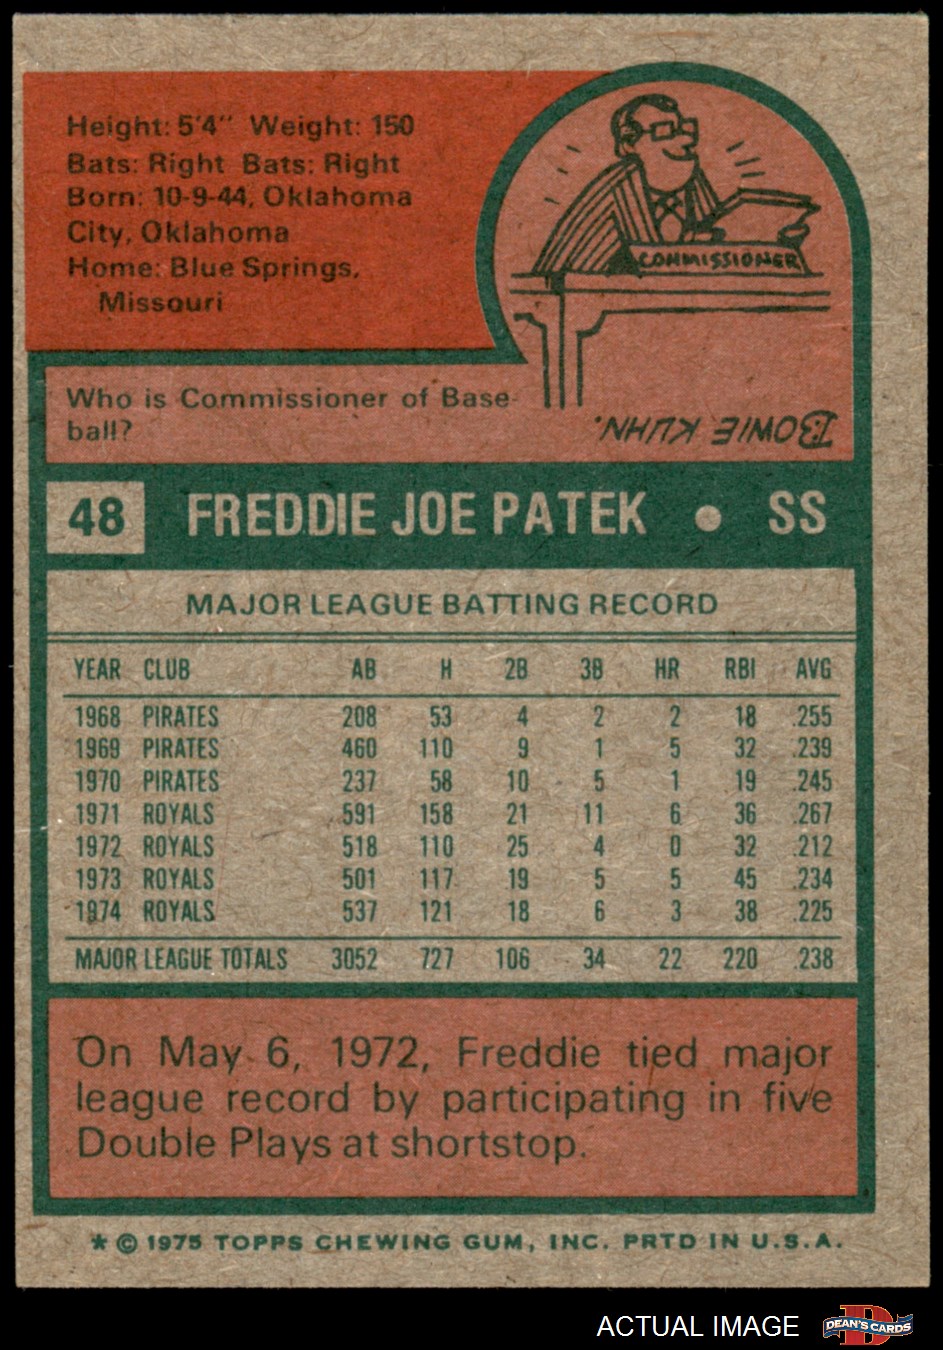 Height: 5'4" Weight: 150
Bats: Right Bats: Right
Born: 10-9-44, Oklahoma
City, Oklahoma
Home: Blue Springs,
Missouri
COMMISSIONER
Who is Commissioner of Base-
ball?
BOWIE KUHN.
48 FREDDIE JOE PATEK • SS
MAJOR LEAGUE BATTING RECORD
YEAR CLUB AB H 2B 3B HR RBI AVG
1968 PIRATES 208 53 4 2 2 18 .255
1969 PIRATES 460 110 9 1 5 32 .239
1970 PIRATES 237 58 10 5 1 19 .245
1971 ROYALS 591 158 21 11 6 36 .267
1972 ROYALS 518 110 25 4 0 32 .212
1973 ROYALS 501 117 19 5 5 45 .234
1974 ROYALS 537 121 18 6 3 38 .225
MAJOR LEAGUE TOTALS 3052 727 106 34 22 220 .238
On May 6, 1972, Freddie tied major
league record by participating in five
Double Plays at shortstop.
* © 1975 TOPPS CHEWING GUM, INC. PRTD IN U.S.A.
ACTUAL IMAGE
D
DEAN'S CARDS